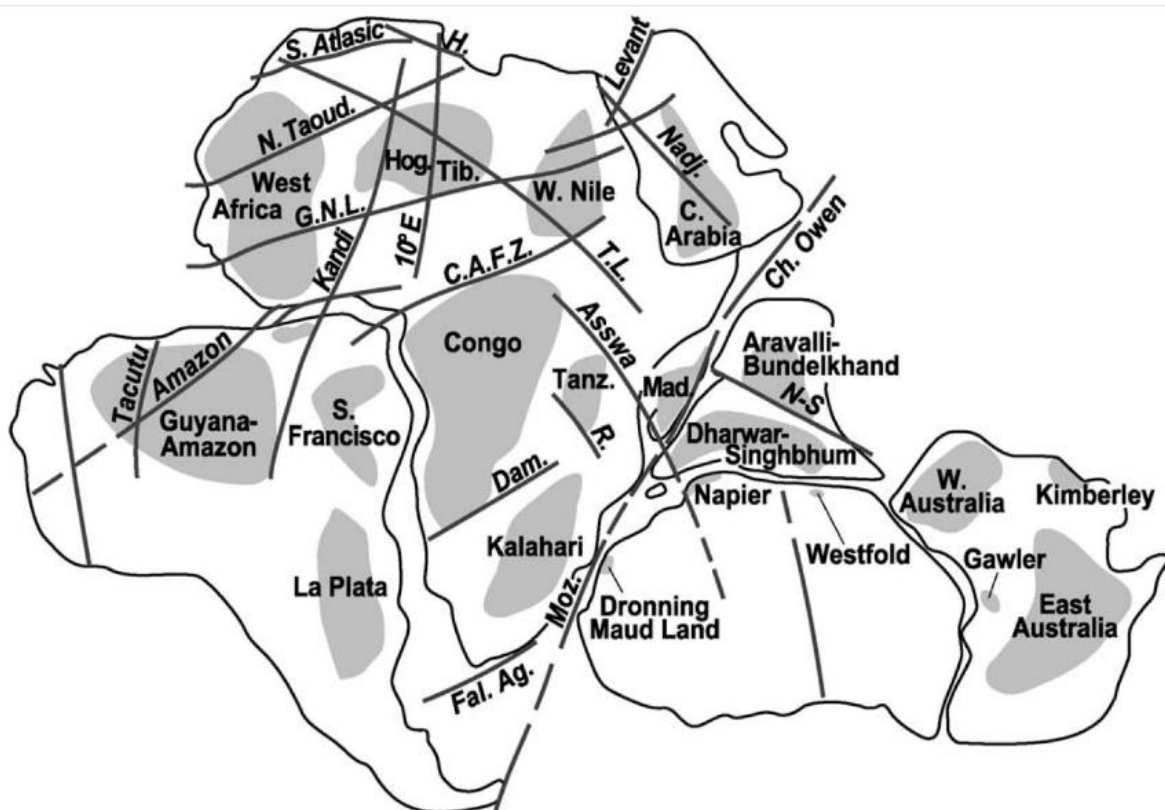 S. Atlasic
H.
Levant
N. Taoud.
Nadj.
Hog.
Tib.
West
Africa
W. Nile
G.N.L.
C.
Arabia
Kandi
10° E
C.A.F.Z.
T.L.
Ch. Owen
Tacutu
Amazon
Congo
Asswa
Aravalli-
Bundelkhand
Tanz.
Mad.
N-S
Guyana-
Amazon
S.
Francisco
R.
Dharwar-
Singhbhum
Dam.
Napier
W.
Australia
Kimberley
Kalahari
Westfold
Gawler
La Plata
Moz.
Dronning
Maud Land
East
Australia
Fal. Ag.